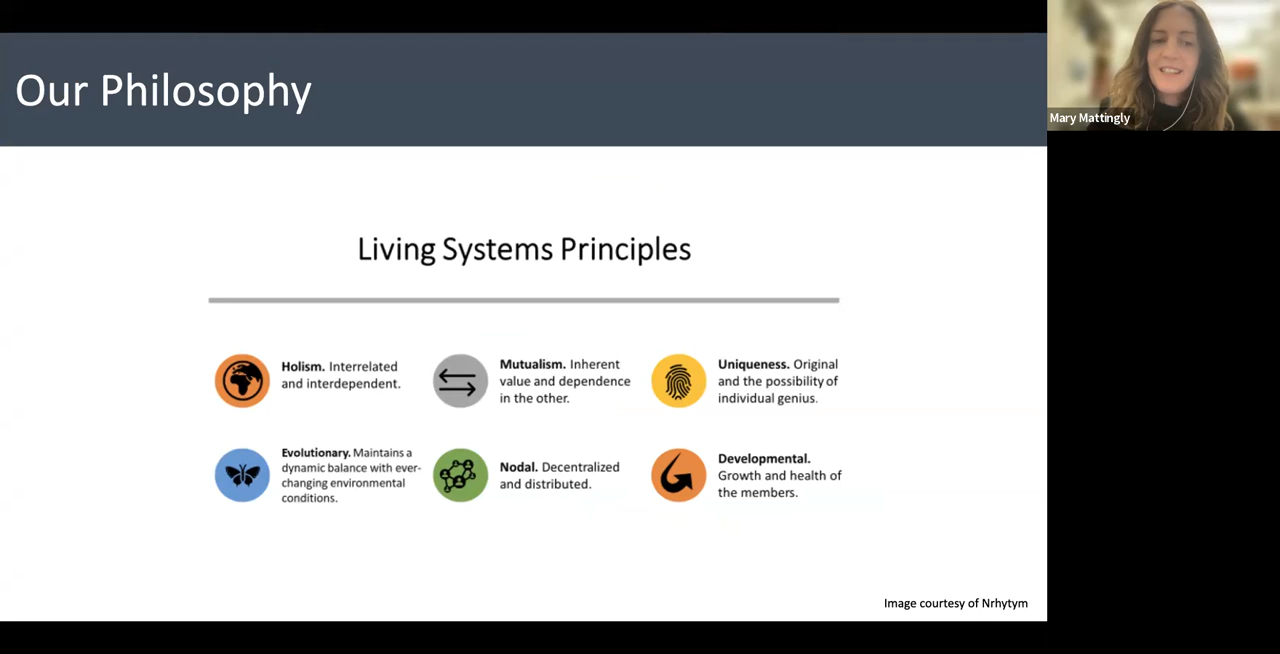 Our Philosophy
Mary Mattingly
Living Systems Principles
Holism. Interrelated
and interdependent.
Mutualism. Inherent
value and dependence
in the other.
Uniqueness. Original
and the possibility of
individual genius.
Evolutionary. Maintains a
dynamic balance with ever-
changing environmental
conditions.
Nodal. Decentralized
and distributed.
Developmental.
Growth and health of
the members.
Image courtesy of Nrhytym